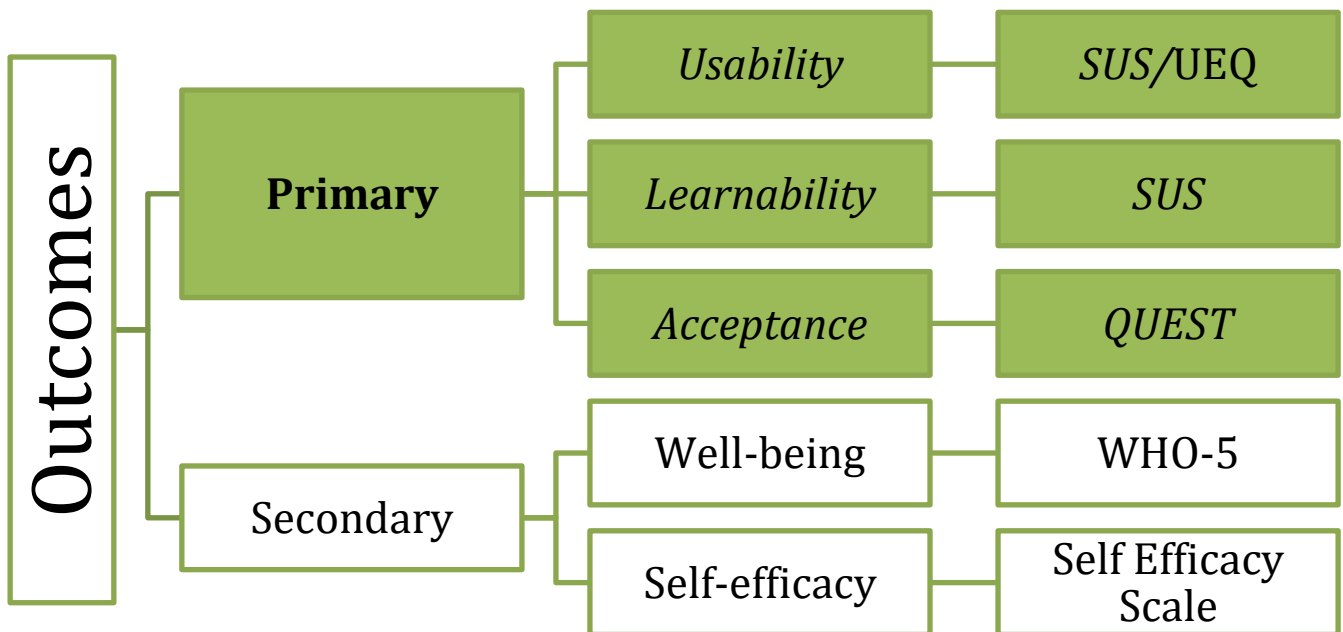 Outcomes
Primary
Usability
SUS/UEQ
Learnability
SUS
Acceptance
QUEST
Secondary
Well-being
WHO-5
Self-efficacy
Self Efficacy
Scale